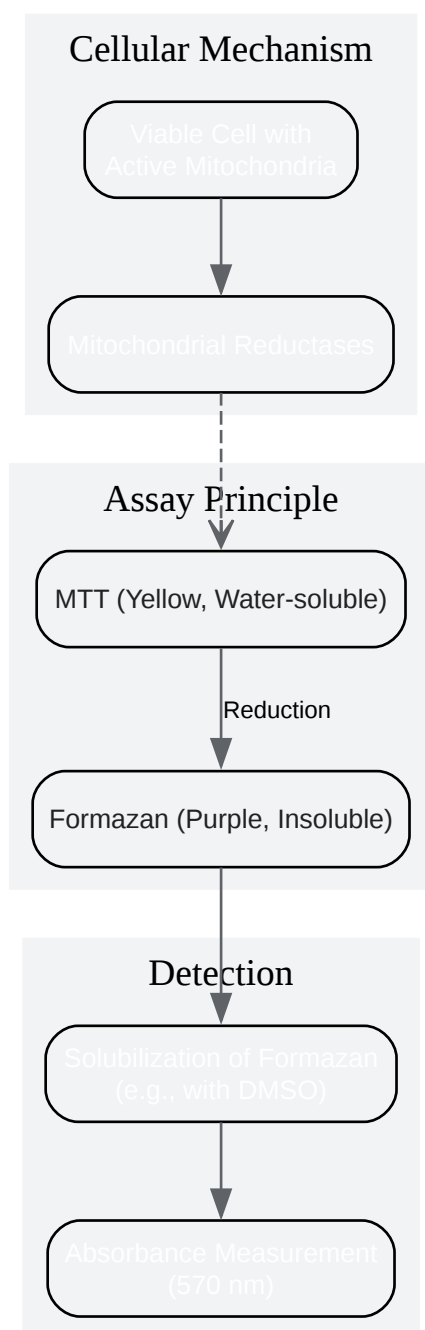 Cellular Mechanism
Viable Cell with
Active Mitochondria
Mitochondrial Reductases
Assay Principle
MTT (Yellow, Water-soluble)
Reduction
Formazan (Purple, Insoluble)
Detection
Solubilization of Formazan
(e.g., with DMSO)
Absorbance Measurement
(570 nm)